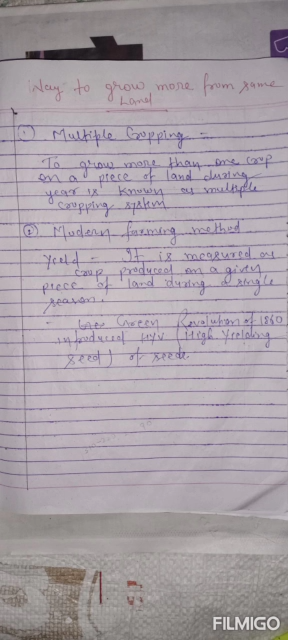 Way to grow more from same
Land
① Multiple Cropping :-
To grow more than one crop
on a piece of land during
year is known as multiple
cropping system
② Modern farming method
Yield - It is measured as
crop produced on a given
piece of land during a single
season.
- Green Revolution of 1960
introduced HYV (High Yeilding
seed) of seeds
FILMIGO